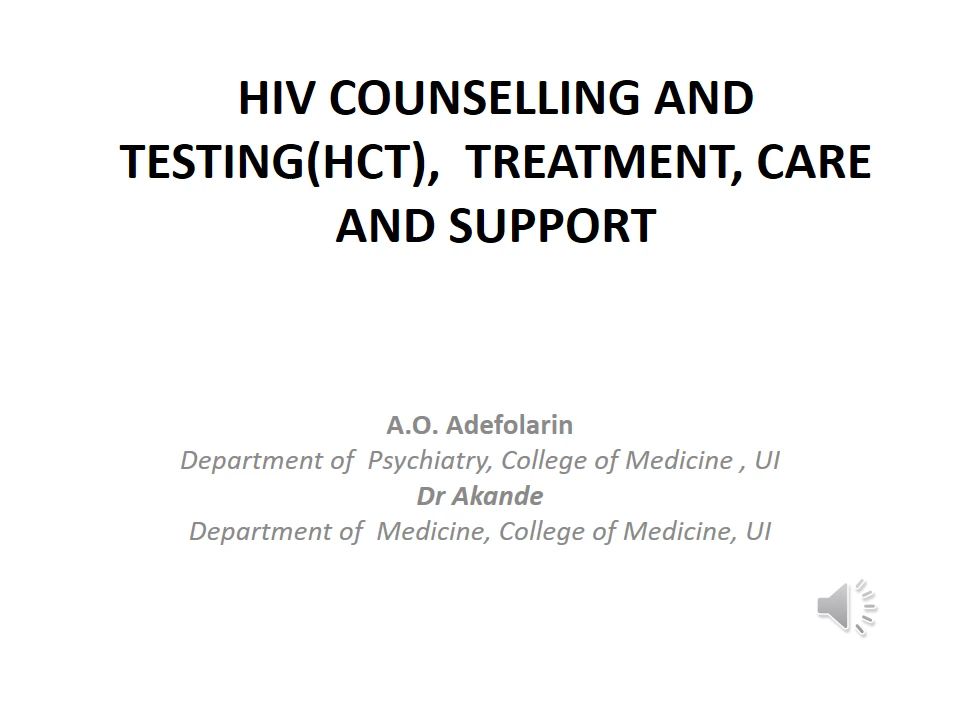 HIV COUNSELLING AND
TESTING(HCT),  TREATMENT, CARE
AND SUPPORT
A.O. Adefolarin
Department of  Psychiatry, College of Medicine , UI
Dr Akande
Department of  Medicine, College of Medicine, UI